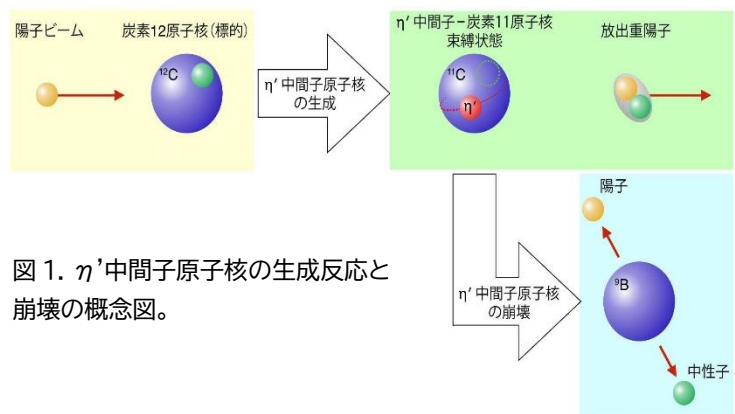 陽子ビーム
炭素12原子核(標的)
¹²C
η′中間子原子核
の生成
η′中間子−炭素11原子核
束縛状態
¹¹C
η′
放出重陽子
陽子
⁹B
中性子
η′中間子原子核
の崩壊
図1. η’中間子原子核の生成反応と
崩壊の概念図。